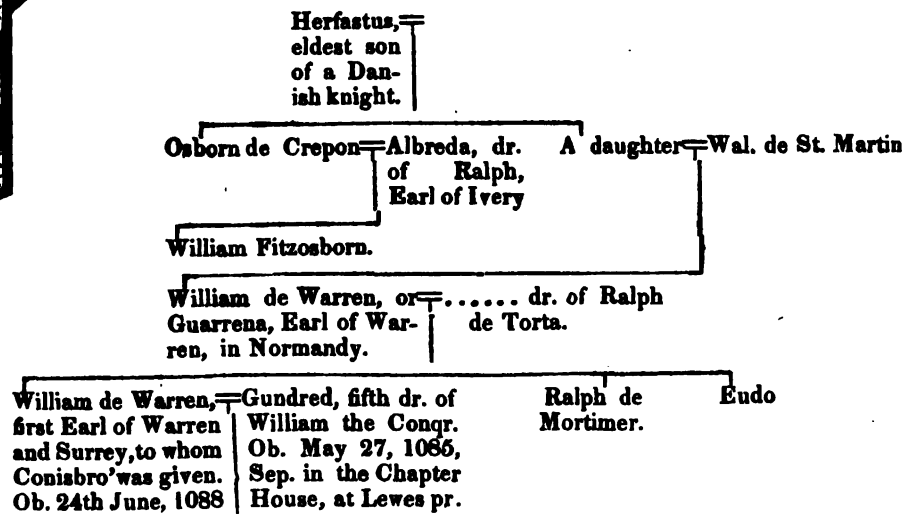 Herfastus,
eldest son
of a Dan-
ish knight.
Osborn de Crepon
Albreda, dr.
of Ralph,
Earl of Ivery
A daughter
Wal. de St. Martin
William Fitzosborn.
William de Warren, or
Guarrena, Earl of War-
ren, in Normandy.
...... dr. of Ralph
de Torta.
William de Warren,
first Earl of Warren
and Surrey, to whom
Conisbro' was given.
Ob. 24th June, 1088
Gundred, fifth dr. of
William the Conqr.
Ob. May 27, 1085,
Sep. in the Chapter
House, at Lewes pr.
Ralph de
Mortimer.
Eudo